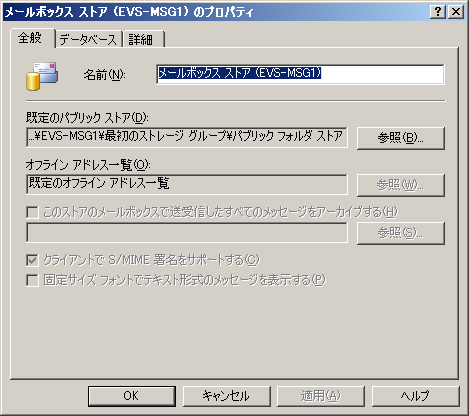 メールボックス ストア (EVS-MSG1) のプロパティ
全般 データベース 詳細
名前(N): メールボックス ストア (EVS-MSG1)
既定のパブリック ストア(D):
...¥EVS-MSG1¥最初のストレージ グループ¥パブリック フォルダ ストア 参照(B)...
オフライン アドレス一覧(O):
既定のオフライン アドレス一覧 参照(W)...
このストアのメールボックスで送受信したすべてのメッセージをアーカイブする(H)
参照(S)...
クライアントで S/MIME 署名をサポートする(C)
固定サイズ フォントでテキスト形式のメッセージを表示する(P)
OK キャンセル 適用(A) ヘルプ